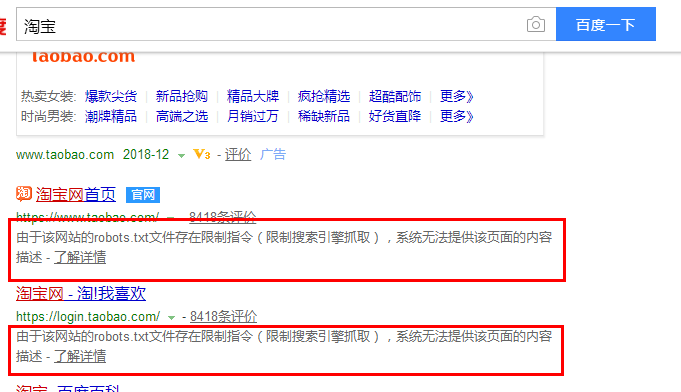 淘宝 百度一下
taobao.com
热卖女装: 爆款尖货 | 新品抢购 | 精品大牌 | 疯抢精选 | 超酷配饰 | 更多》
时尚男装: 潮牌精品 | 高端之选 | 月销过万 | 稀缺新品 | 好货直降 | 更多》
www.taobao.com 2018-12 V3 - 评价 广告
淘 淘宝网首页 官网
https://www.taobao.com/ - 8418条评价
由于该网站的robots.txt文件存在限制指令（限制搜索引擎抓取），系统无法提供该页面的内容
描述 - 了解详情
淘宝网 - 淘!我喜欢
https://login.taobao.com/ - 8418条评价
由于该网站的robots.txt文件存在限制指令（限制搜索引擎抓取），系统无法提供该页面的内容
描述 - 了解详情
淘宝_百度百科